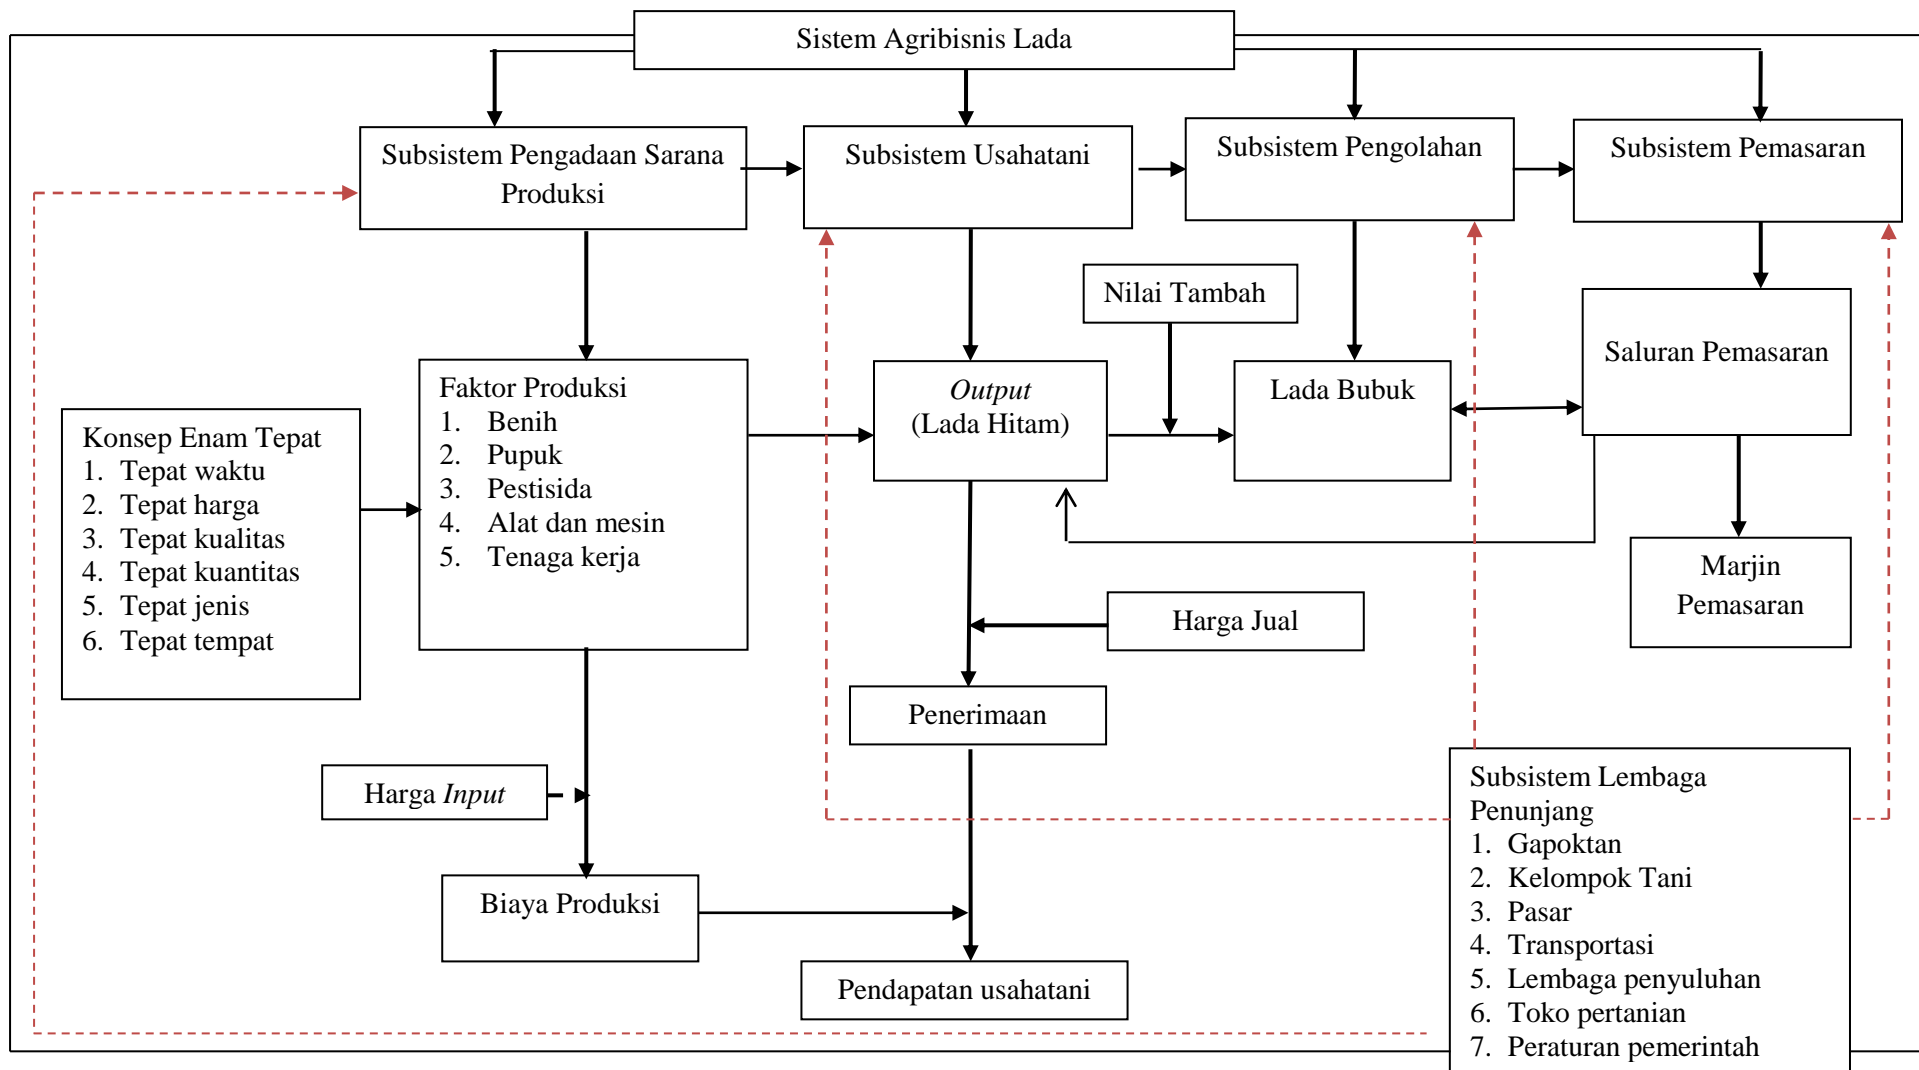 Sistem Agribisnis Lada
Subsistem Pengadaan Sarana
Produksi
Subsistem Usahatani
Subsistem Pengolahan
Subsistem Pemasaran
Nilai Tambah
Saluran Pemasaran
Konsep Enam Tepat
1. Tepat waktu
2. Tepat harga
3. Tepat kualitas
4. Tepat kuantitas
5. Tepat jenis
6. Tepat tempat
Faktor Produksi
1. Benih
2. Pupuk
3. Pestisida
4. Alat dan mesin
5. Tenaga kerja
Output
(Lada Hitam)
Lada Bubuk
Marjin
Pemasaran
Harga Jual
Penerimaan
Harga Input
Biaya Produksi
Pendapatan usahatani
Subsistem Lembaga
Penunjang
1. Gapoktan
2. Kelompok Tani
3. Pasar
4. Transportasi
5. Lembaga penyuluhan
6. Toko pertanian
7. Peraturan pemerintah